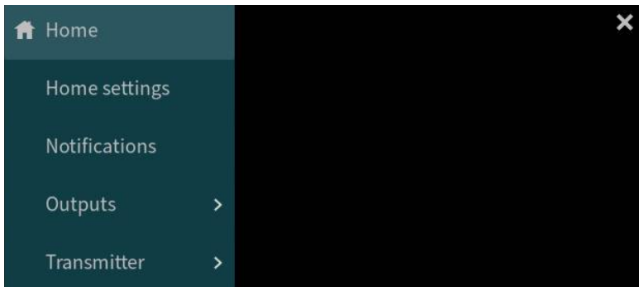 Home
Home settings
Notifications
Outputs
Transmitter